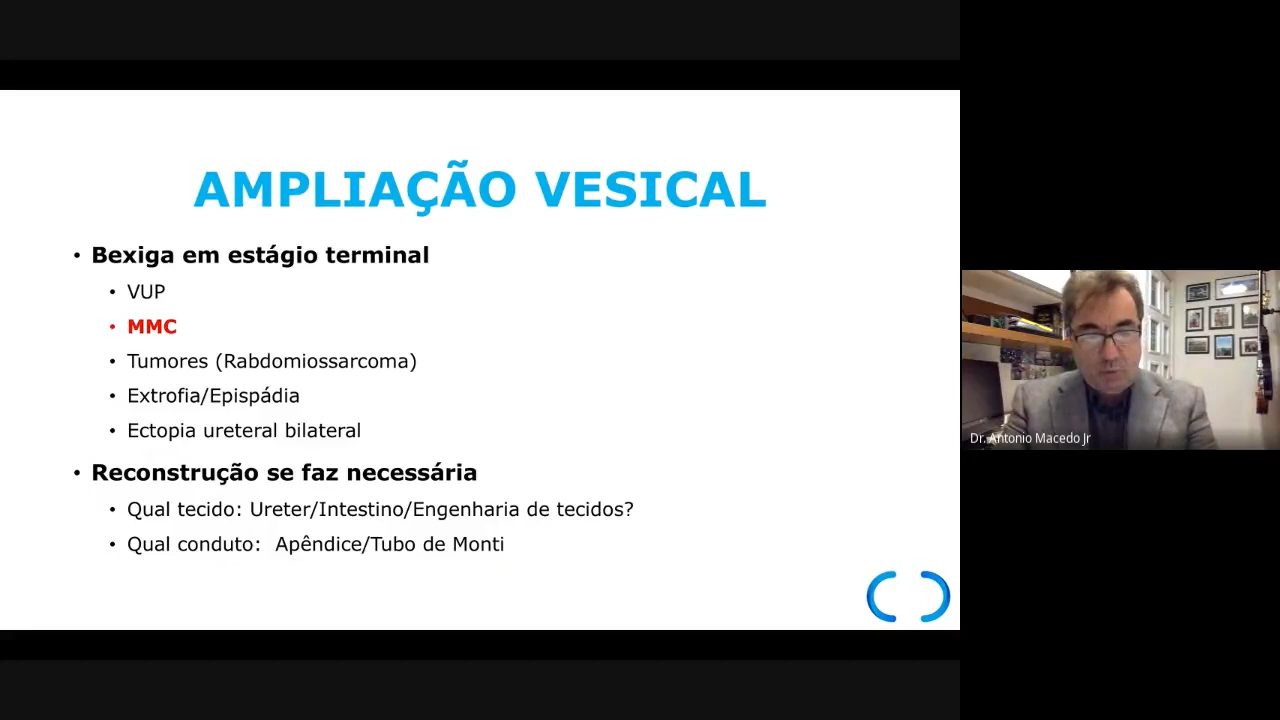 AMPLIAÇÃO VESICAL
• Bexiga em estágio terminal
• VUP
• MMC
• Tumores (Rabdomiossarcoma)
• Extrofia/Epispádia
• Ectopia ureteral bilateral
• Reconstrução se faz necessária
• Qual tecido: Ureter/Intestino/Engenharia de tecidos?
• Qual conduto: Apêndice/Tubo de Monti
Dr. Antonio Macedo Jr